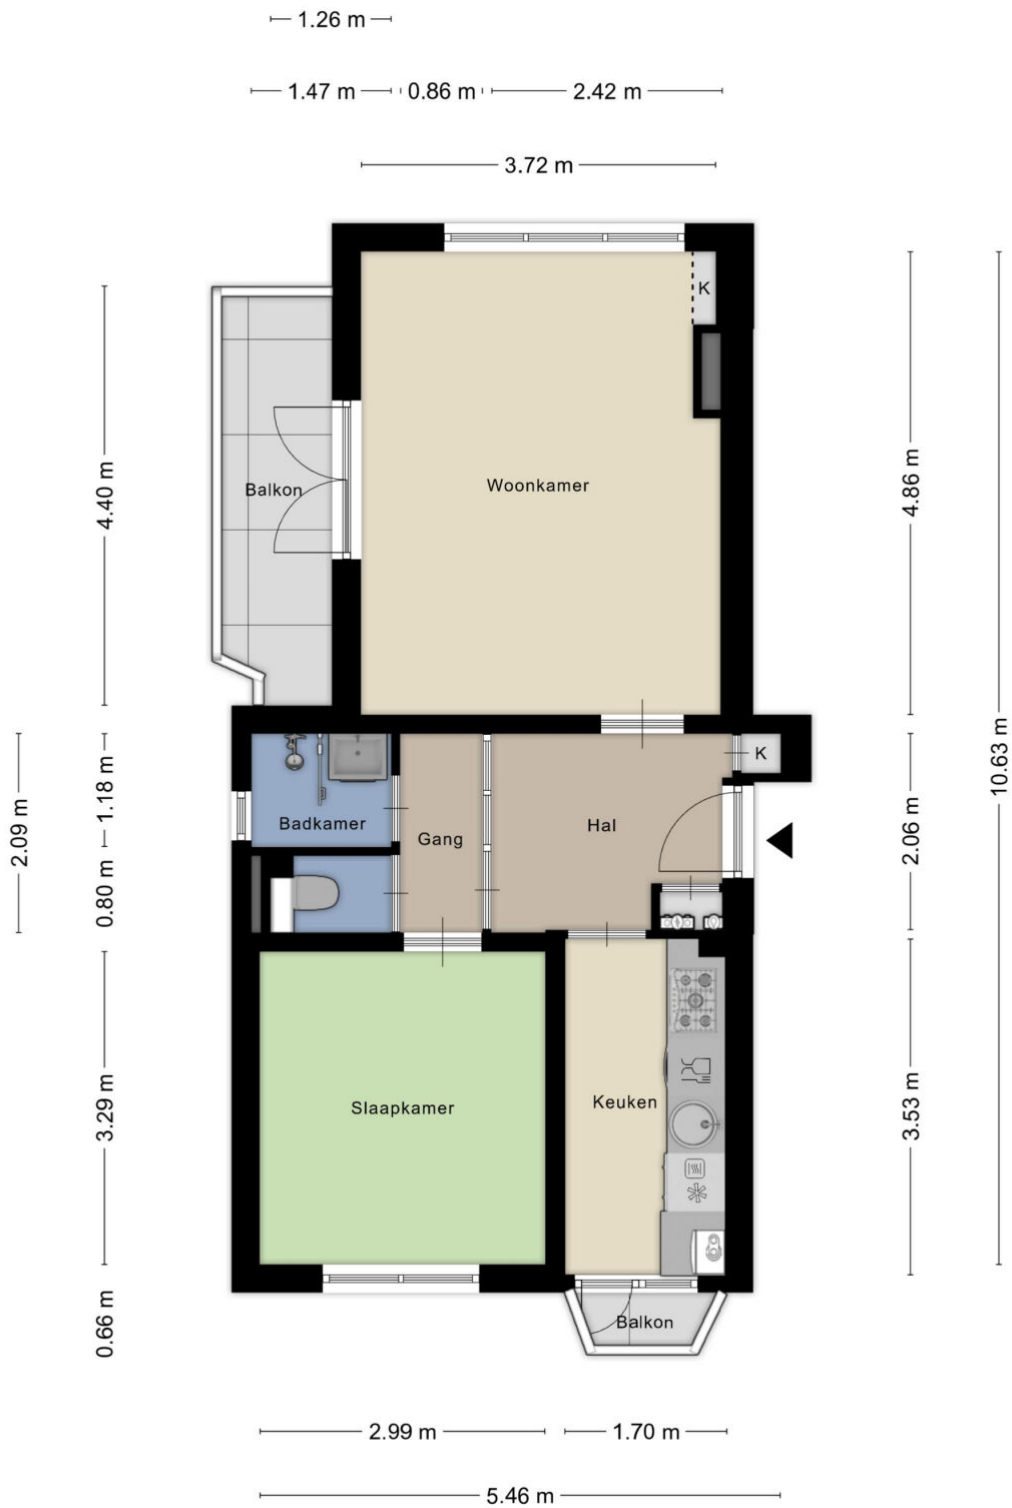 1.26 m
1.47 m
0.86 m
2.42 m
3.72 m
K
Balkon
Woonkamer
4.40 m
4.86 m
10.63 m
K
2.09 m
1.18 m
0.80 m
Badkamer
Gang
Hal
2.06 m
Slaapkamer
Keuken
3.29 m
3.53 m
0.66 m
Balkon
2.99 m
1.70 m
5.46 m